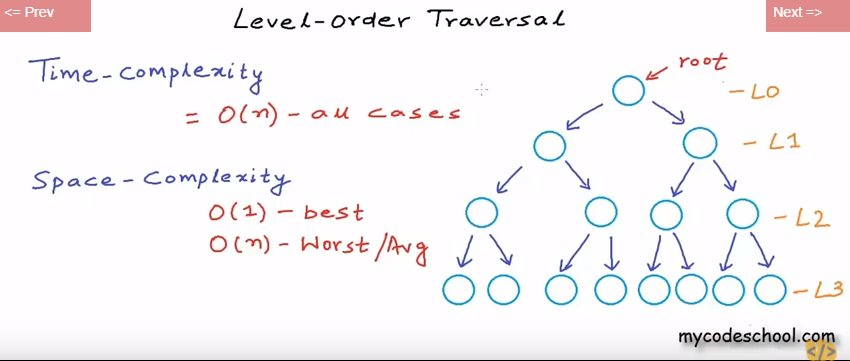 <= Prev
Level-order Traversal
Next =>
Time-complexity
= O(n) - all cases
Space-Complexity
O(1) - best
O(n) - Worst/Avg
root
- L0
- L1
- L2
- L3
mycodeschool.com
</>